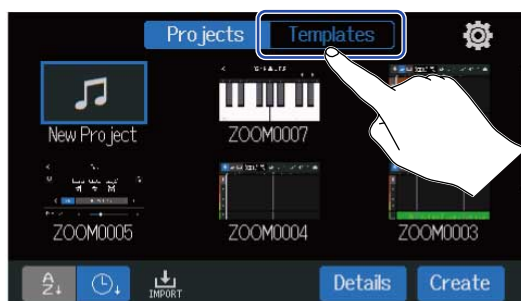 Projects Templates
New Project ZOOM0007
ZOOM0005 ZOOM0004 ZOOM0003
A Z IMPORT Details Create